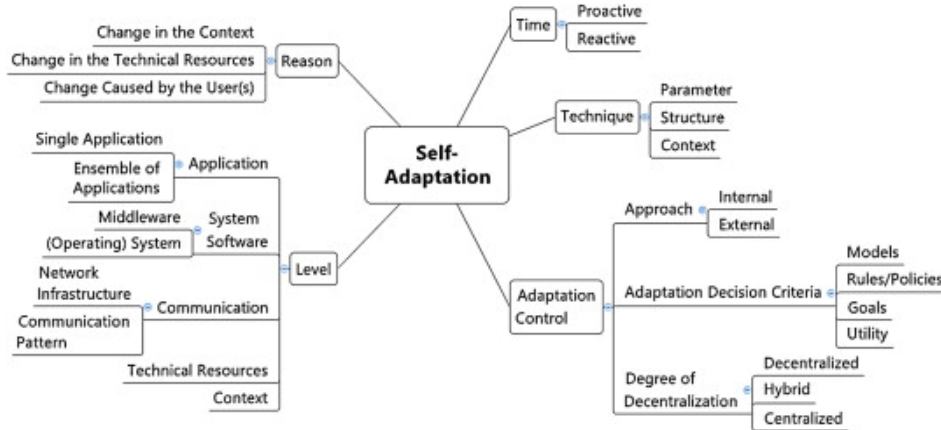 Self-
Adaptation
Reason
Change in the Context
Change in the Technical Resources
Change Caused by the User(s)
Time
Proactive
Reactive
Technique
Parameter
Structure
Context
Level
Application
Single Application
Ensemble of
Applications
System
Software
Middleware
(Operating) System
Communication
Network
Infrastructure
Communication
Pattern
Technical Resources
Context
Adaptation
Control
Approach
Internal
External
Adaptation Decision Criteria
Models
Rules/Policies
Goals
Utility
Degree of
Decentralization
Decentralized
Hybrid
Centralized